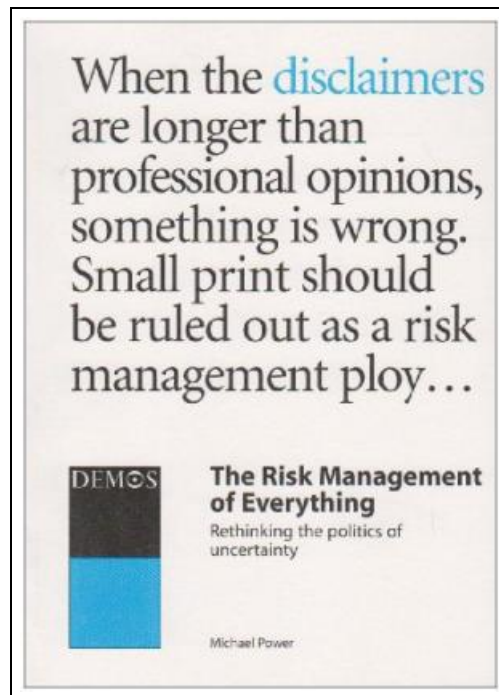 When the disclaimers
are longer than
professional opinions,
something is wrong.
Small print should
be ruled out as a risk
management ploy…
DEMOS
The Risk Management
of Everything
Rethinking the politics of
uncertainty
Michael Power